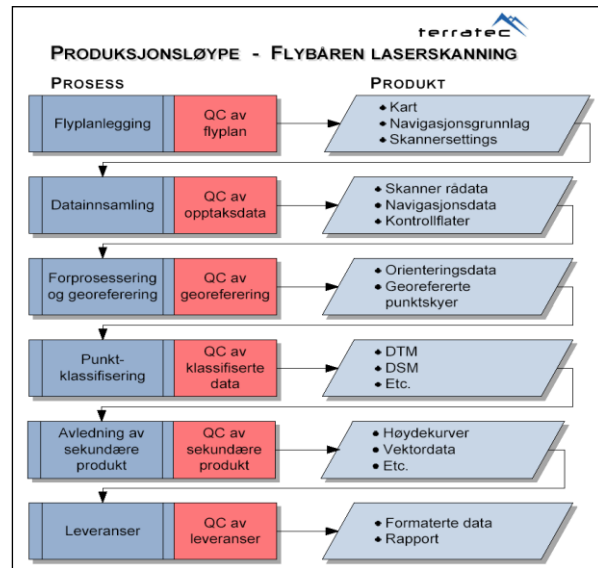 terratec
PRODUKSJONSLØYPE - FLYBÅREN LASERSKANNING
PROSESS
PRODUKT
Flyplanlegging
QC av
flyplan
• Kart
• Navigasjonsgrunnlag
• Skannersettings
Datainnsamling
QC av
opptaksdata
• Skanner rådata
• Navigasjonsdata
• Kontrollflater
Forprosessering
og georeferering
QC av
georeferering
• Orienteringsdata
• Georefererte
punktskyer
Punkt-
klassifisering
QC av
klassifiserte
data
• DTM
• DSM
• Etc.
Avledning av
sekundære
produkt
QC av
sekundære
produkt
• Høydekurver
• Vektordata
• Etc.
Leveranser
QC av
leveranser
• Formaterte data
• Rapport